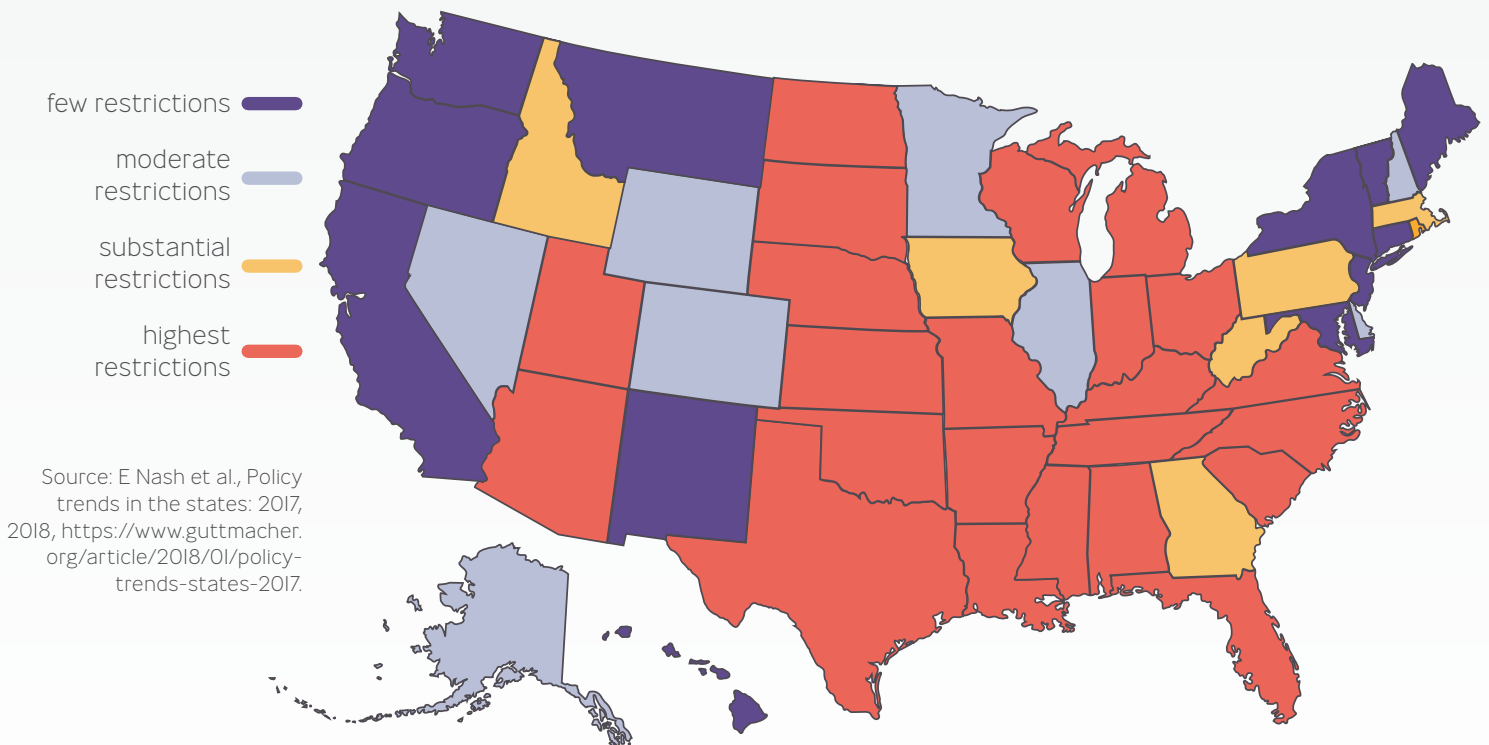 few restrictions
moderate
restrictions
substantial
restrictions
highest
restrictions
Source: E Nash et al., Policy
trends in the states: 2017,
2018, https://www.guttmacher.
org/article/2018/01/policy-
trends-states-2017.